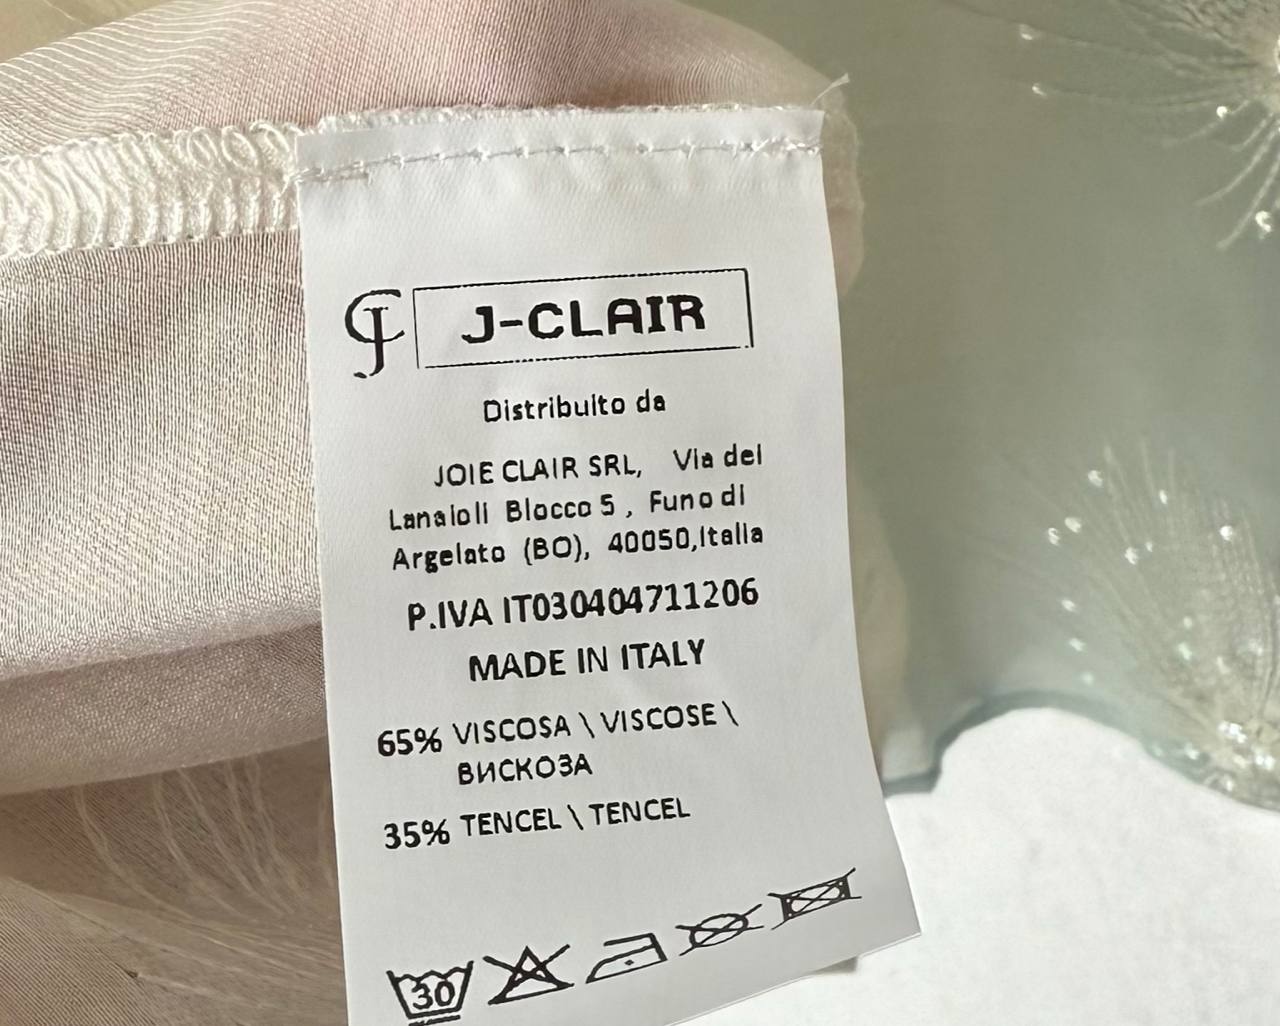 CJ J-CLAIR
Distribuito da
JOIE CLAIR SRL, Via del
Lanaioli Blocco 5, Funo di
Argelato (BO), 40050,Italia
P.IVA IT030404711206
MADE IN ITALY
65% VISCOSA \ VISCOSE \
ВИСКОЗА
35% TENCEL \ TENCEL
30